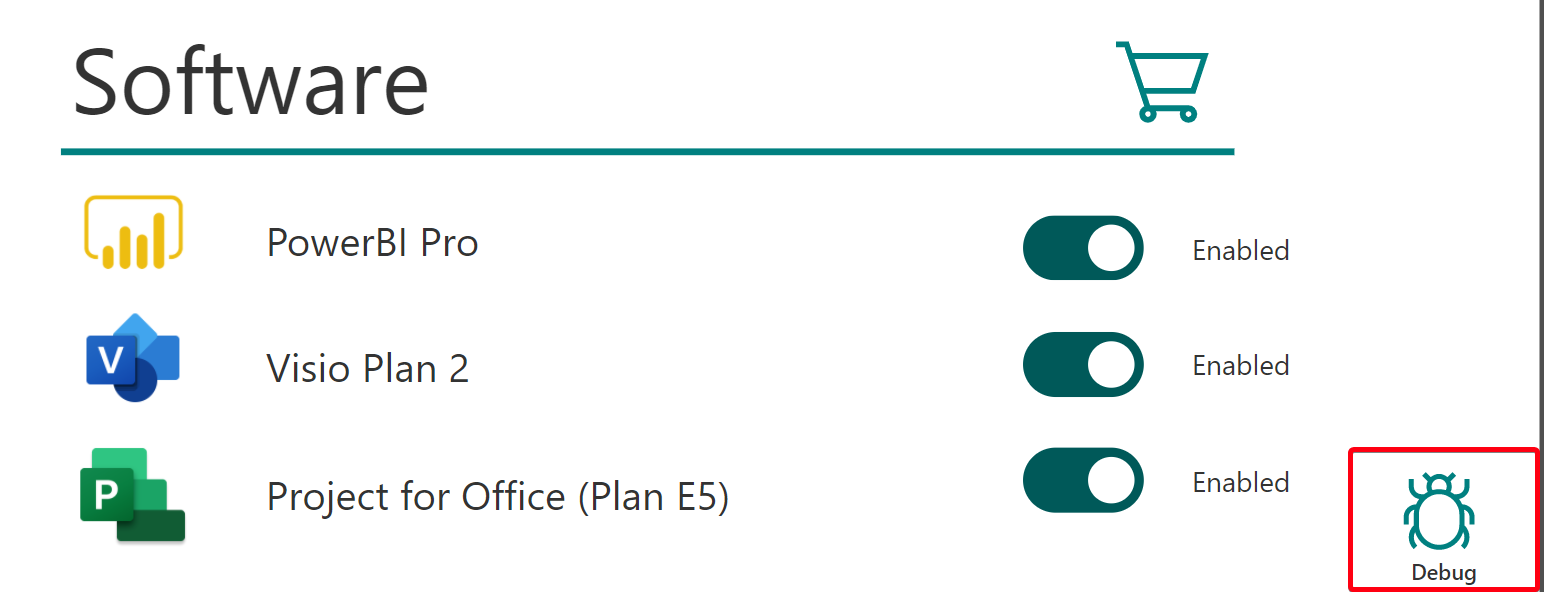 Software
PowerBI Pro
Enabled
V
Visio Plan 2
Enabled
P
Project for Office (Plan E5)
Enabled
Debug